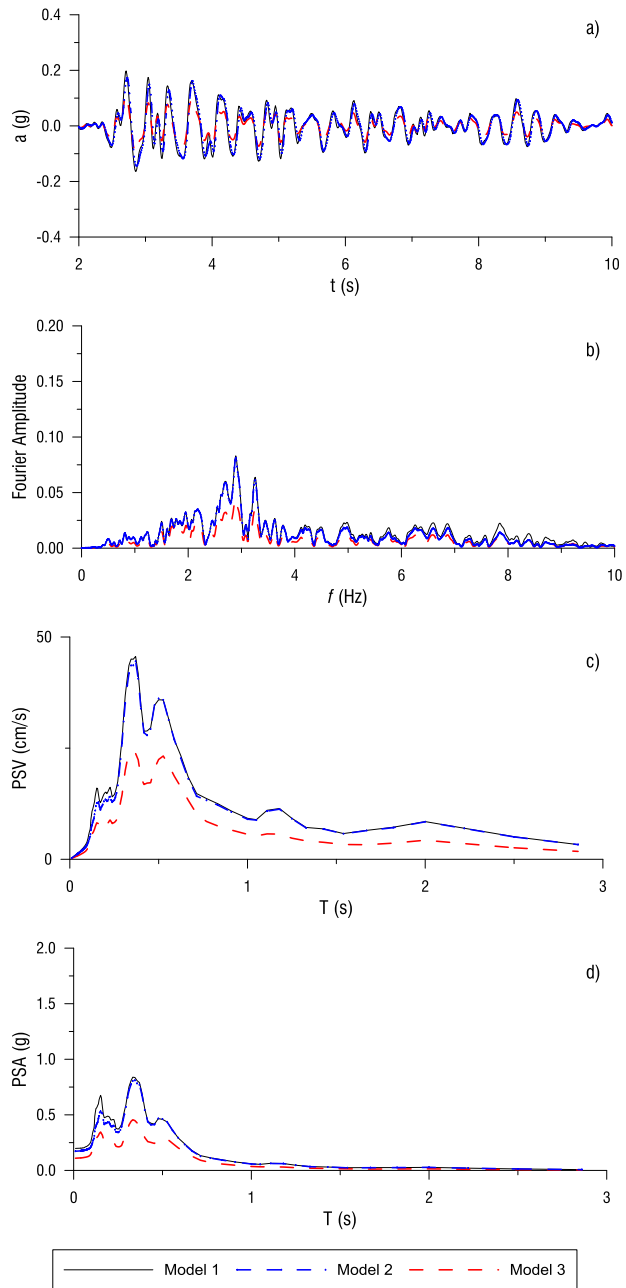 0.4
a)
0.2
a (g)
0.0
-0.2
-0.4
2 4 6 8 10
t (s)
0.20
b)
0.15
Fourier Amplitude
0.10
0.05
0.00
0 2 4 6 8 10
f (Hz)
50
c)
PSV (cm/s)
0
0 1 2 3
T (s)
2.0
d)
1.5
PSA (g)
1.0
0.5
0.0
0 1 2 3
T (s)
Model 1 Model 2 Model 3